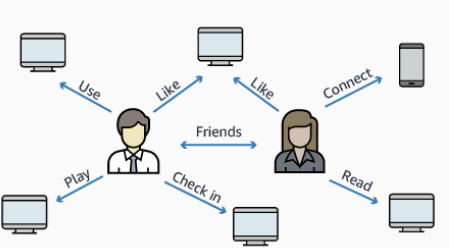 Use
Like
Like
Connect
Friends
Play
Check in
Read